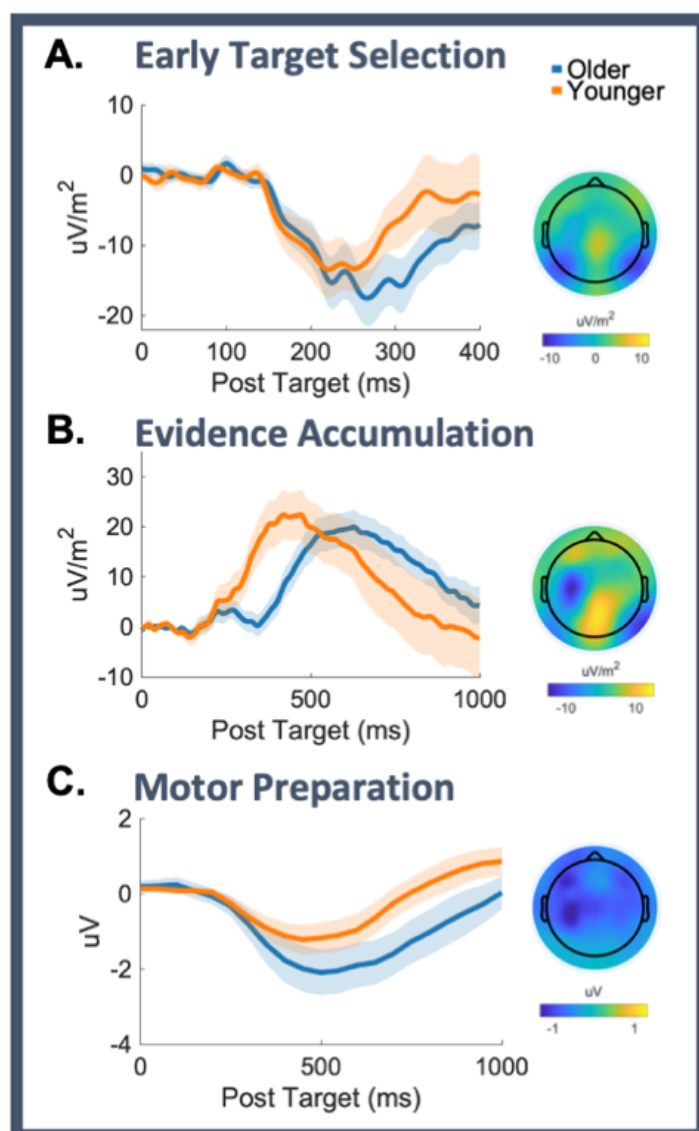 A. Early Target Selection
Older
Younger
10
0
-10
-20
uV/m²
0 100 200 300 400
Post Target (ms)
uV/m²
-10 0 10
B. Evidence Accumulation
30
20
10
0
-10
uV/m²
0 500 1000
Post Target (ms)
uV/m²
-10 10
C. Motor Preparation
2
0
-2
-4
uV
0 500 1000
Post Target (ms)
uV
-1 1